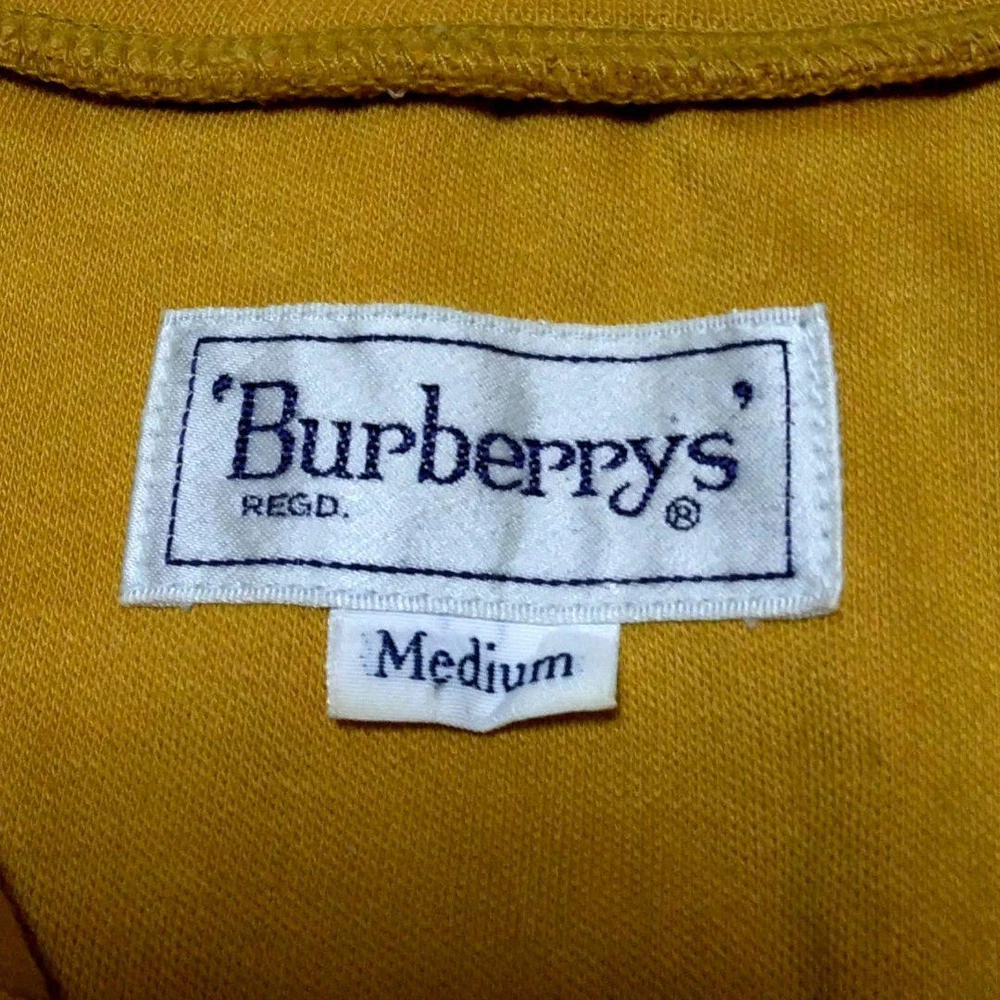 ‘Burberrys’
REGD. ®
Medium